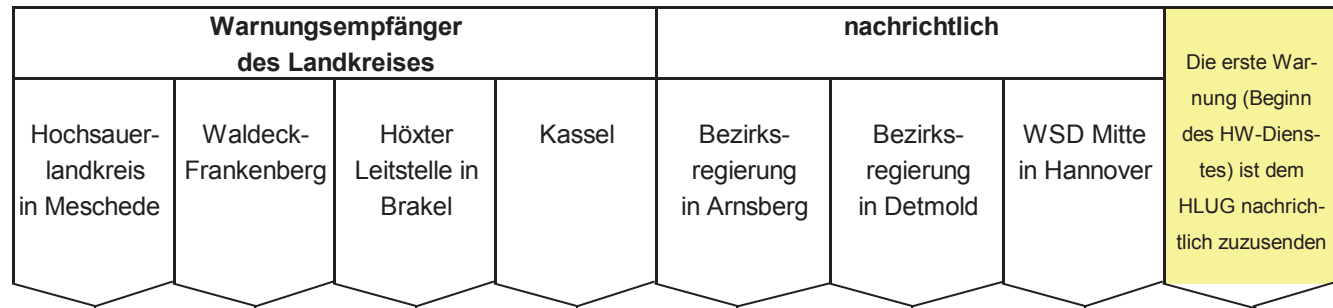 Warnungsempfänger
des Landkreises
nachrichtlich
Hochsauer-
landkreis
in Meschede
Waldeck-
Frankenberg
Höxter
Leitstelle in
Brakel
Kassel
Bezirks-
regierung
in Arnsberg
Bezirks-
regierung
in Detmold
WSD Mitte
in Hannover
Die erste War-
nung (Beginn
des HW-Diens-
tes) ist dem
HLUG nachricht-
tlich zuzusenden